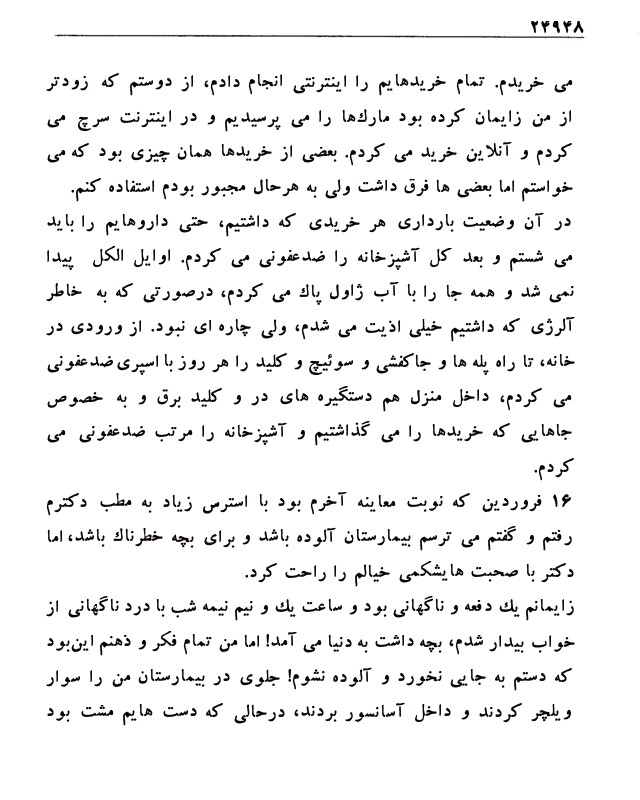 ۲۴۹۴۸
می خریدم. تمام خریدهایم را اینترنتی انجام دادم، از دوستم که زودتر
از من زایمان کرده بود مارك‌ها را می پرسیدیم و در اینترنت سرچ می
کردم و آنلاین خرید می کردم. بعضی از خریدها همان چیزی بود که می
خواستم اما بعضی ها فرق داشت ولی به هرحال مجبور بودم استفاده کنم.
در آن وضعیت بارداری هر خریدی که داشتیم، حتی داروهایم را باید
می شستم و بعد کل آشپزخانه را ضدعفونی می کردم. اوایل الکل پیدا
نمی شد و همه جا را با آب ژاول پاك می کردم، درصورتی که به خاطر
آلرژی که داشتیم خیلی اذیت می شدم، ولی چاره ای نبود. از ورودی در
خانه، تا راه پله ها و جاکفشی و سوئیچ و کلید را هر روز با اسپری ضدعفونی
می کردم، داخل منزل هم دستگیره های در و کلید برق و به خصوص
جاهایی که خریدها را می گذاشتیم و آشپزخانه را مرتب ضدعفونی می
کردم.
۱۶ فروردین که نوبت معاینه آخرم بود با استرس زیاد به مطب دکترم
رفتم و گفتم می ترسم بیمارستان آلوده باشد و برای بچه خطرناك باشد، اما
دکتر با صحبت هایشکمی خیالم را راحت کرد.
زایمانم یك دفعه و ناگهانی بود و ساعت یك و نیم نیمه شب با درد ناگهانی از
خواب بیدار شدم، بچه داشت به دنیا می آمد! اما من تمام فکر و ذهنم این‌بود
که دستم به جایی نخورد و آلوده نشوم! جلوی در بیمارستان من را سوار
ویلچر کردند و داخل آسانسور بردند، درحالی که دست هایم مشت بود